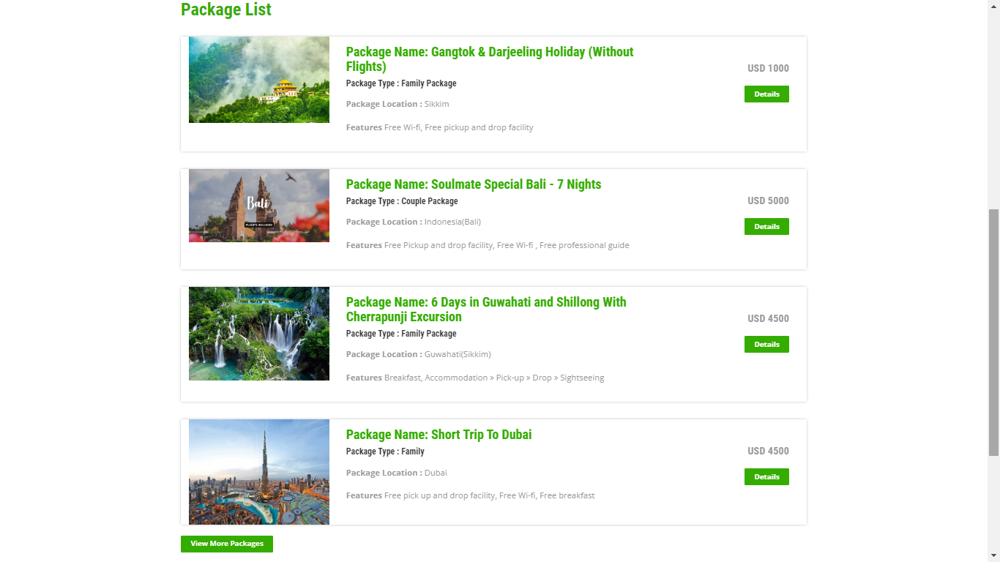 Package List
Package Name: Gangtok & Darjeeling Holiday (Without
Flights)
USD 1000
Package Type : Family Package
Details
Package Location : Sikkim
Features Free Wi-fi, Free pickup and drop facility
Package Name: Soulmate Special Bali - 7 Nights
USD 5000
Package Type : Couple Package
Bali
Package Location : Indonesia(Bali)
Details
FLIGHTS INCLUDED
Features Free Pickup and drop facility, Free Wi-fi , Free professional guide
Package Name: 6 Days in Guwahati and Shillong With
Cherrapunji Excursion
USD 4500
Package Type : Family Package
Details
Package Location : Guwahati(Sikkim)
Features Breakfast, Accommodation » Pick-up » Drop » Sightseeing
Package Name: Short Trip To Dubai
USD 4500
Package Type : Family
Package Location : Dubai
Details
Features Free pick up and drop facility, Free Wi-fi, Free breakfast
View More Packages